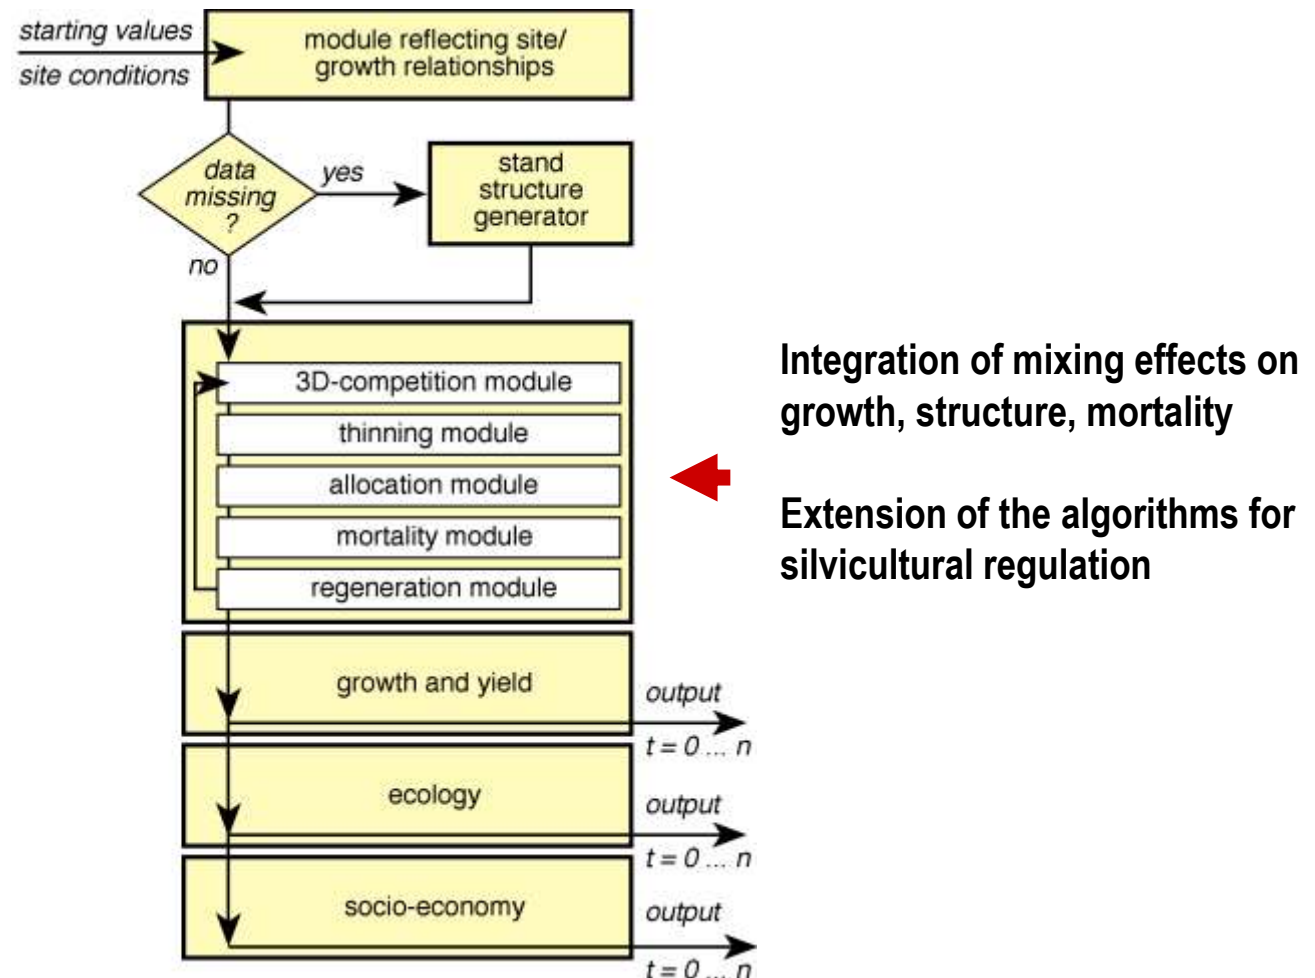 starting values
site conditions
module reflecting site/
growth relationships
data
missing
?
yes
no
stand
structure
generator
3D-competition module
thinning module
allocation module
mortality module
regeneration module
Integration of mixing effects on
growth, structure, mortality
Extension of the algorithms for
silvicultural regulation
growth and yield
output
t = 0 ... n
ecology
output
t = 0 ... n
socio-economy
output
t = 0 ... n